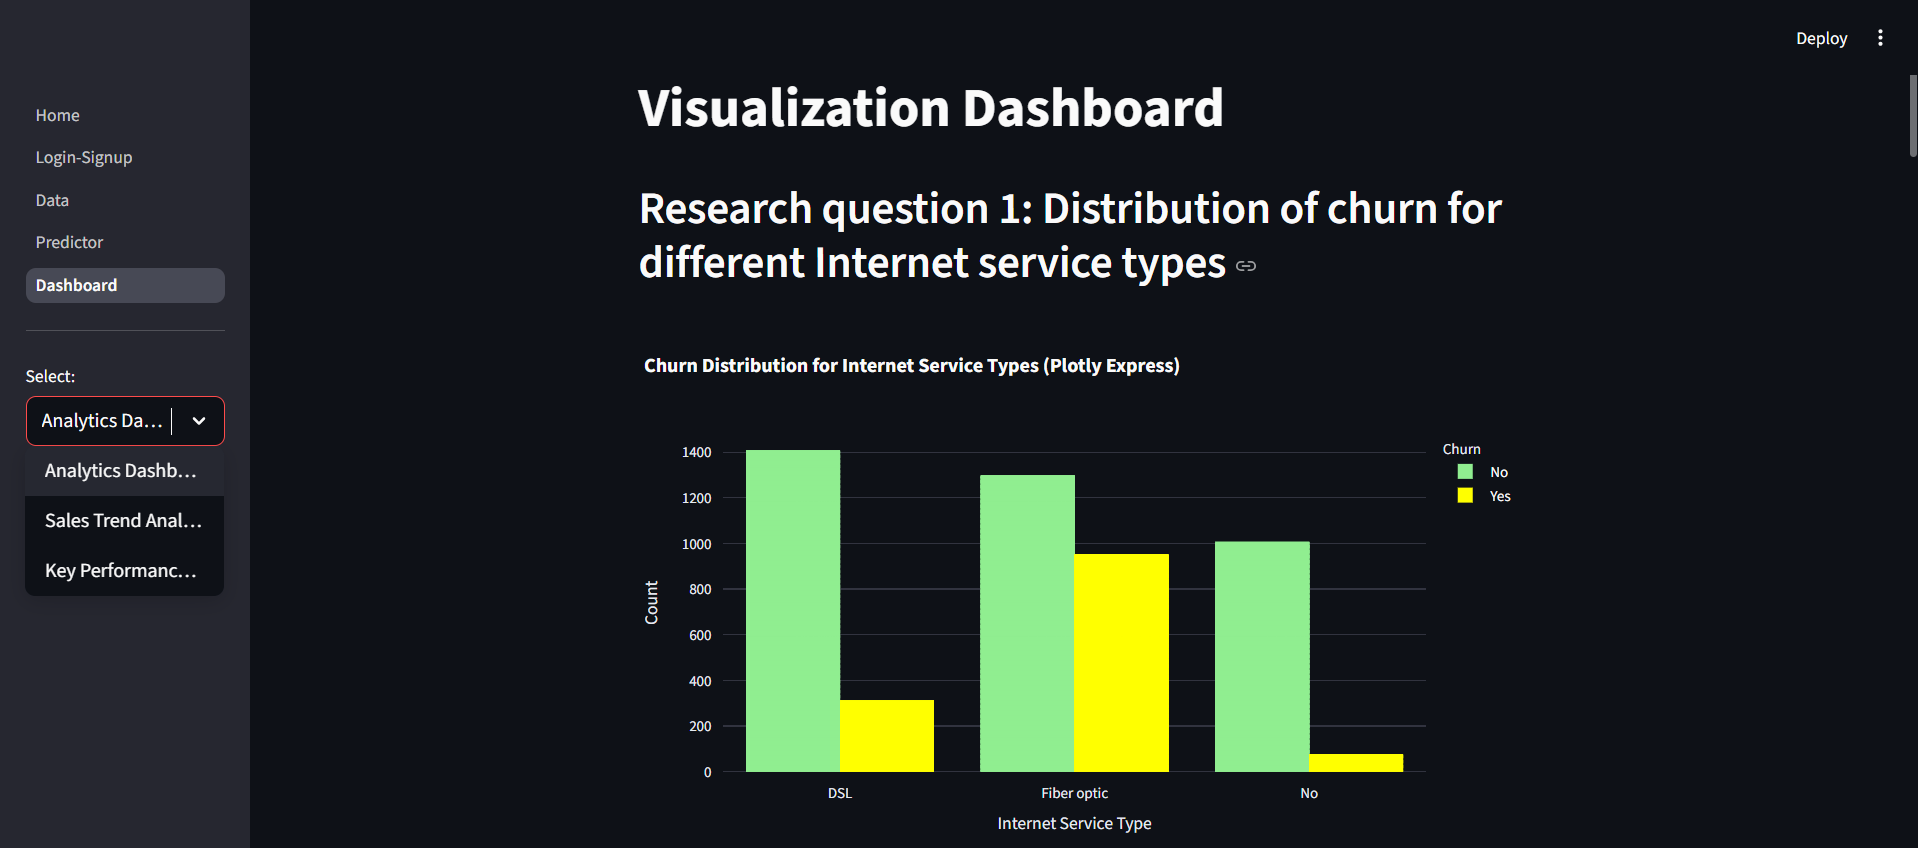 Deploy
Home
Login-Signup
Data
Predictor
Dashboard
Select:
Analytics Da...
Analytics Dashb...
Sales Trend Anal...
Key Performanc...
Visualization Dashboard
Research question 1: Distribution of churn for
different Internet service types
Churn Distribution for Internet Service Types (Plotly Express)
Churn
No
Yes
1400
1200
1000
800
600
400
200
0
Count
DSL
Fiber optic
No
Internet Service Type